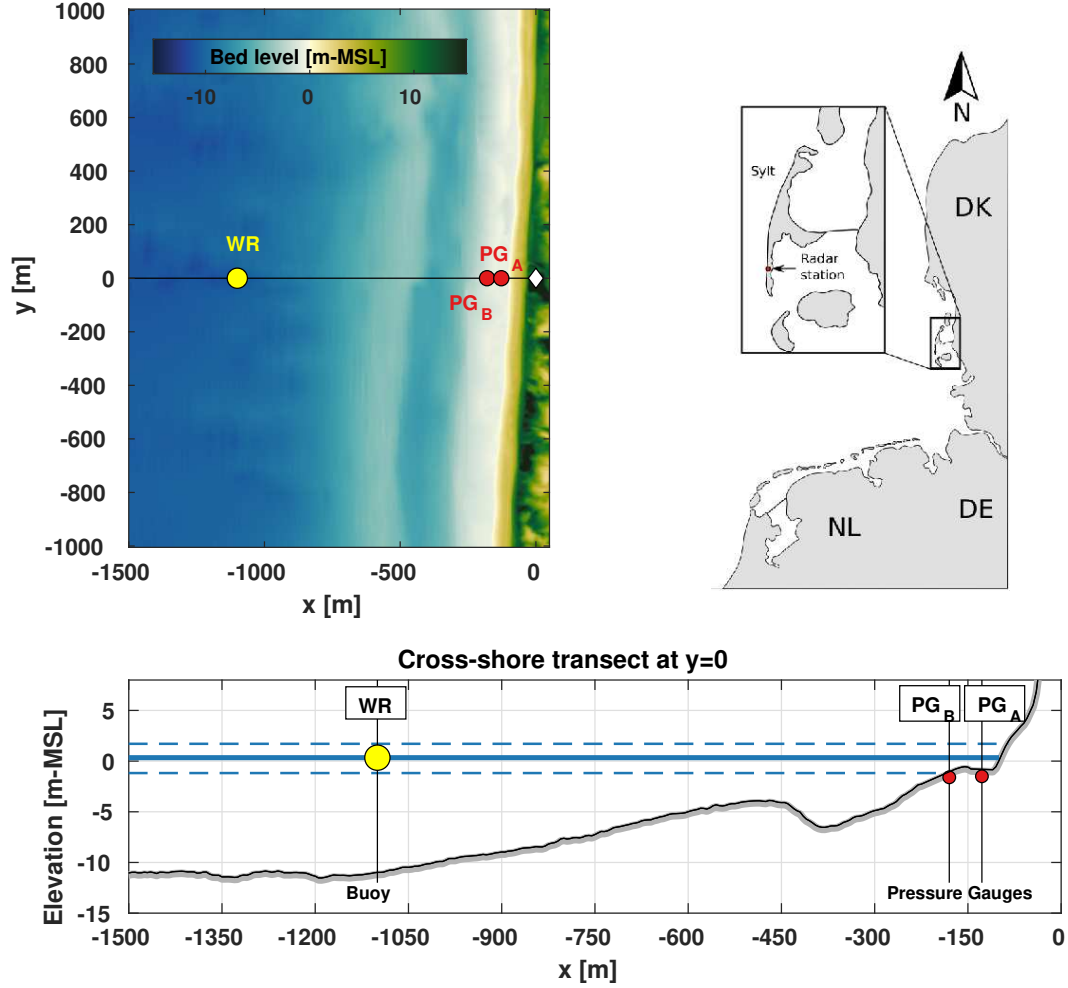 1000
800
600
400
200
0
-200
-400
-600
-800
-1000
y [m]
Bed level [m-MSL]
-10 0 10
WR
PG A
PG B
-1500 -1000 -500 0
x [m]
N
Sylt
Radar
station
DK
DE
NL
Cross-shore transect at y=0
Elevation [m-MSL]
5
0
-5
-10
-15
WR
PG B
PG A
Buoy
Pressure Gauges
-1500 -1350 -1200 -1050 -900 -750 -600 -450 -300 -150 0
x [m]